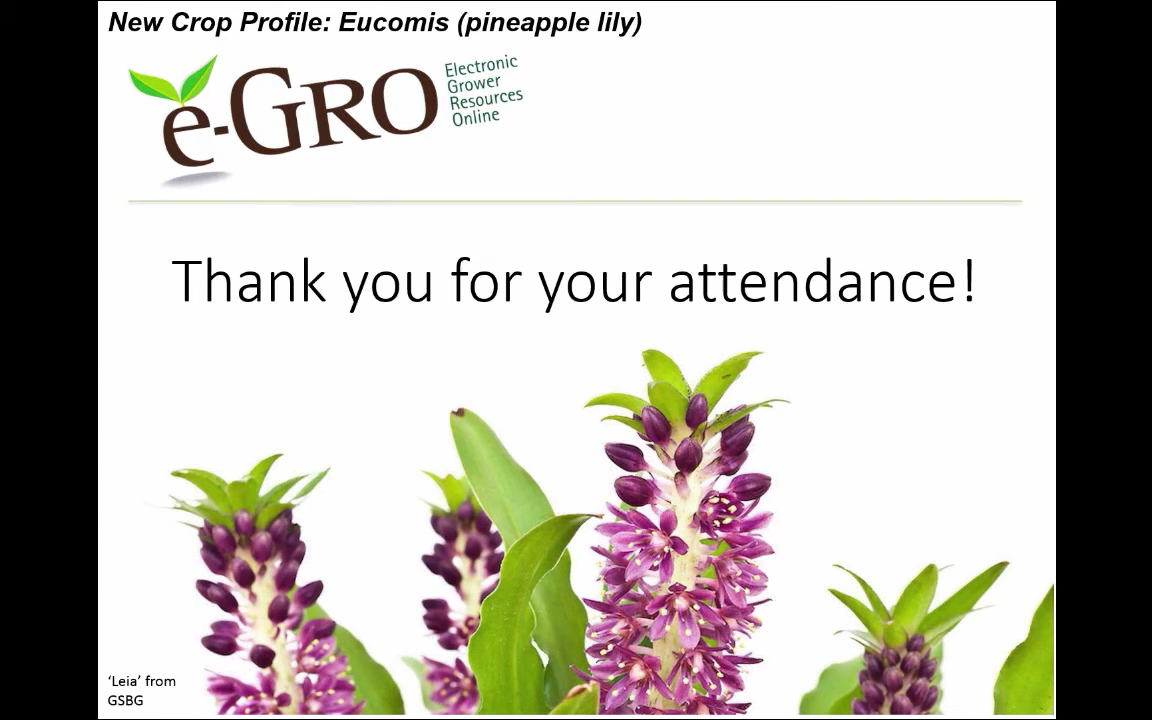 New Crop Profile: Eucomis (pineapple lily)
e-GRO
Electronic
Grower
Resources
Online
Thank you for your attendance!
‘Leia’ from
GSBG